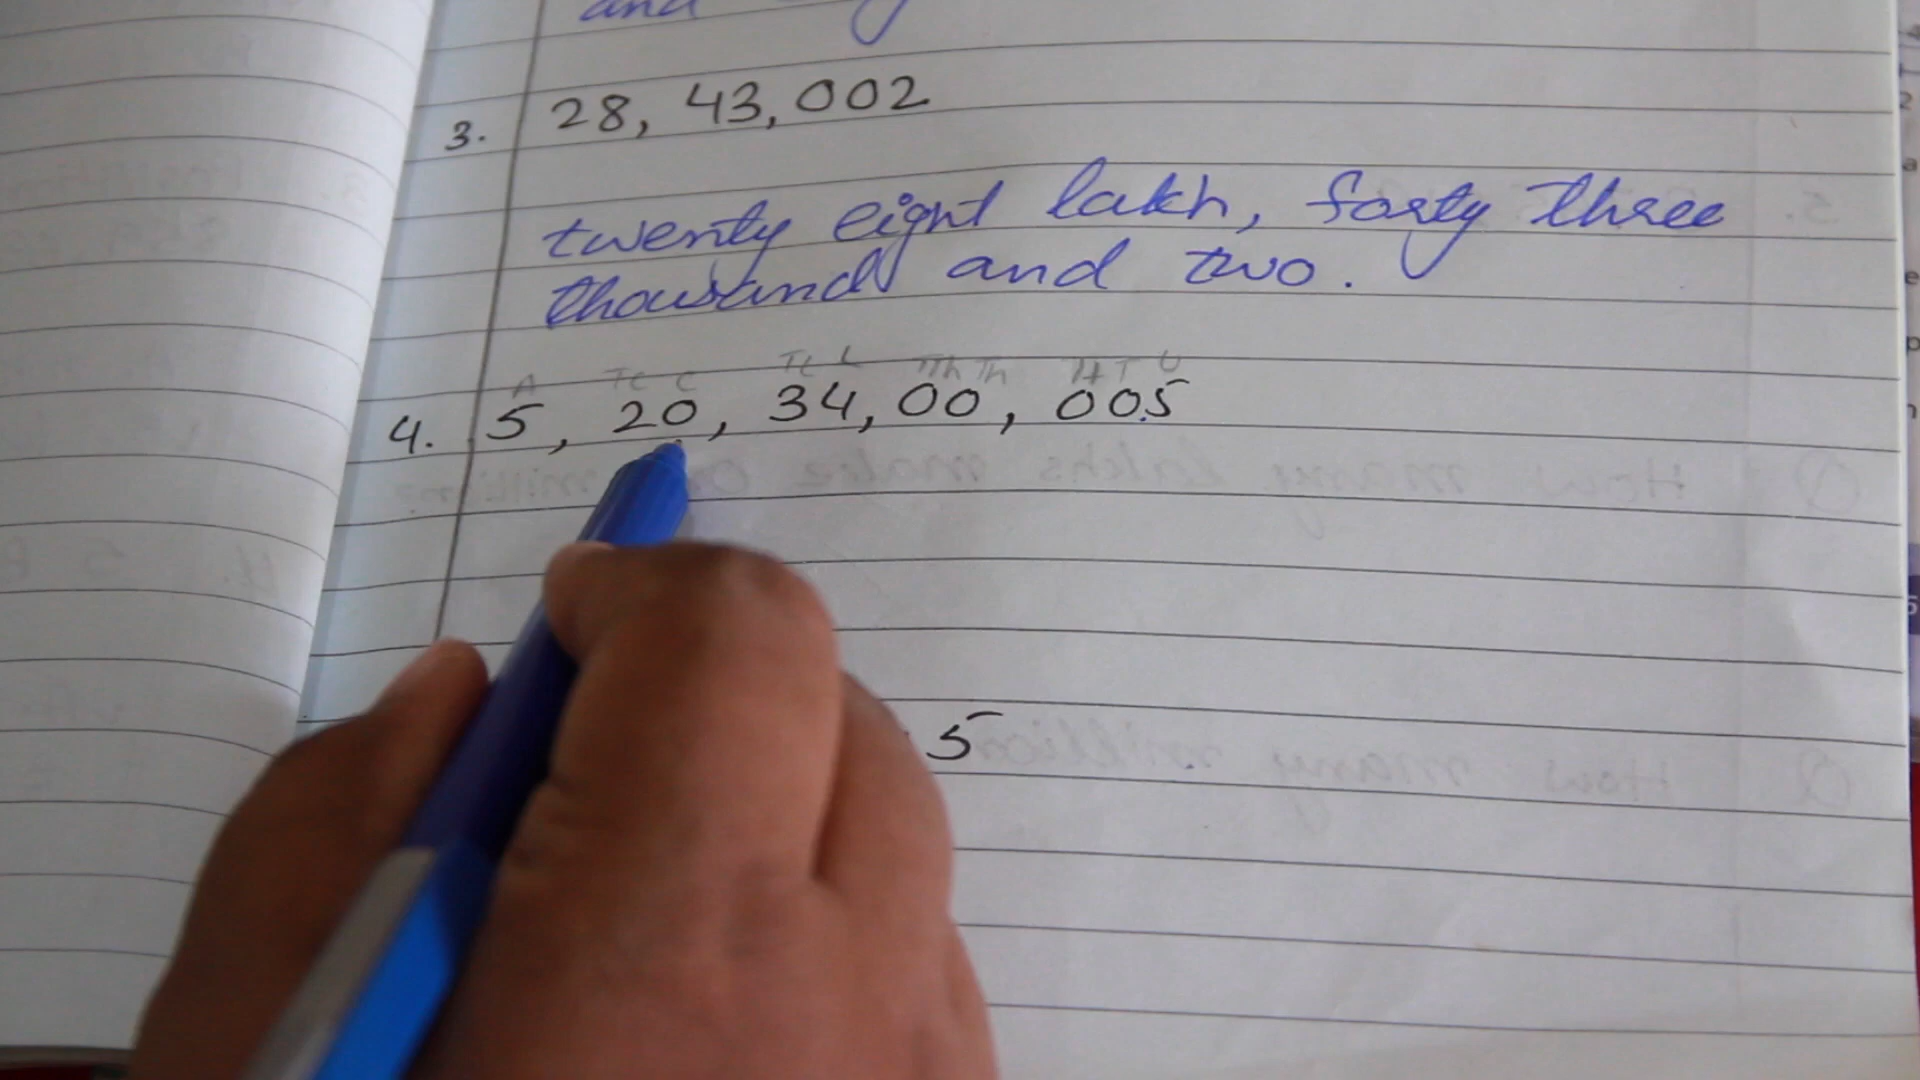 and
3. 28, 43,002
twenty eight lakh, forty three
thousand and two.
A TC C TL L TTh Th H T U
4. 5, 20, 34,00, 005
5